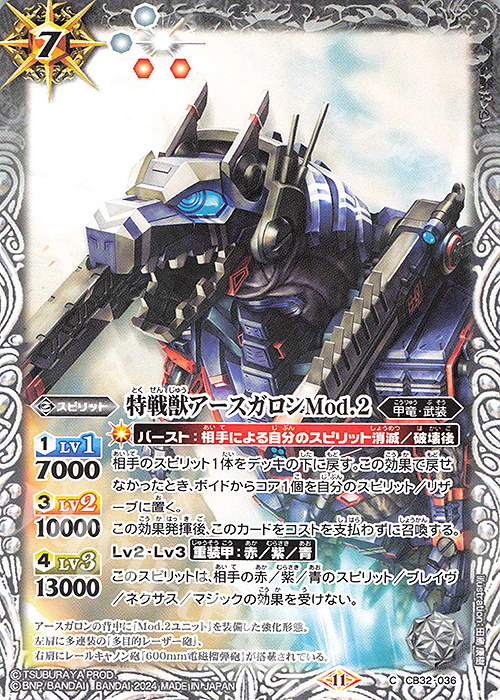 7
スピリット
特戦獣アースガロンMod.2
甲竜・武装
バースト：相手による自分のスピリット消滅／破壊後
1 LV1
7000
相手のスピリット1体をデッキの下に戻す。この効果で戻せ
なかったとき、ボイドからコア1個を自分のスピリット／リザ
ーブに置く。
3 LV2
10000
この効果発揮後、このカードをコストを支払わずに召喚する。
Lv2・Lv3 重装甲：赤／紫／青
4 LV3
13000
このスピリットは、相手の赤／紫／青のスピリット／ブレイヴ
／ネクサス／マジックの効果を受けない。
アースガロンの背中に「Mod.2ユニット」を装備した強化形態。
左肩に多連装の「多目的レーザー砲」、
右肩にレールキャノン砲「600mm電磁榴弾砲」が搭載されている。
©TSUBURAYA PROD.
©BNP/BANDAI BANDAI 2024 MADE IN JAPAN
11
C CB32-036